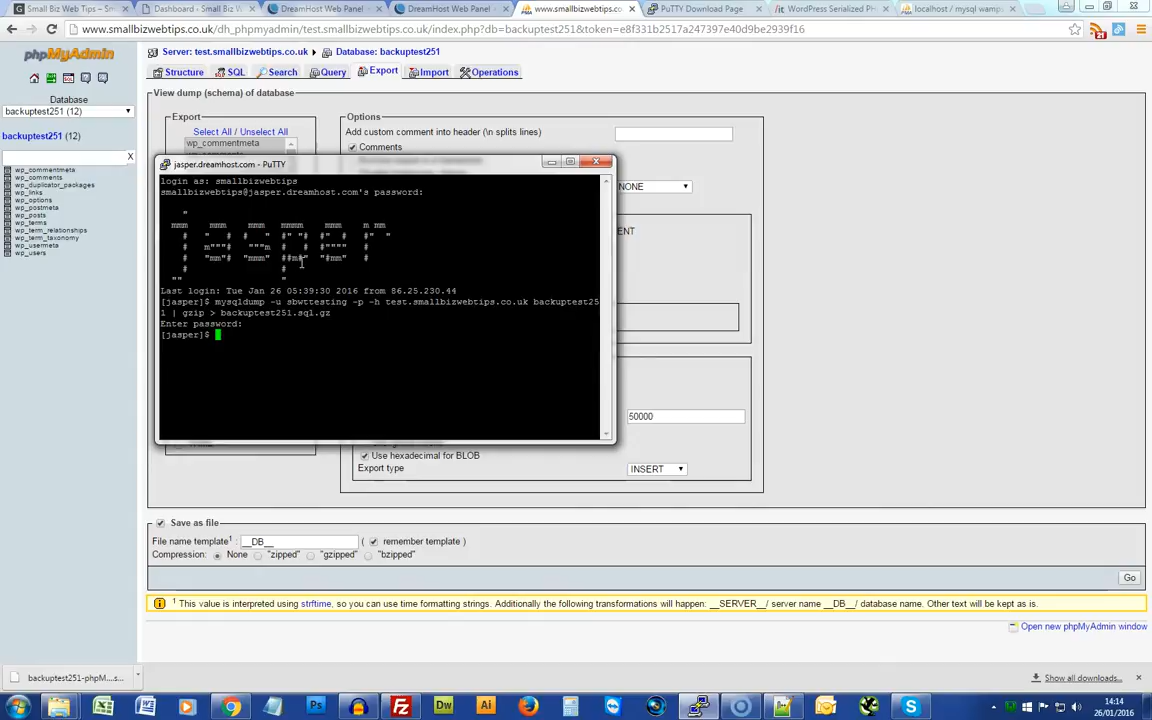 Small Biz Web Tips – Sm
Dashboard - Small Biz
DreamHost Web Panel
DreamHost Web Panel -
www.smallbizwebtips.co
PuTTY Download Page
WordPress Serialized PH
localhost / mysql wampu
www.smallbizwebtips.co.uk/dh_phpmyadmin/test.smallbizwebtips.co.uk/index.php?db=backuptest251&token=e8f331b2517a247397e40d9be2939f16
21
phpMyAdmin
Database
backuptest251 (12)
backuptest251 (12)
X
wp_commentmeta
wp_comments
wp_duplicator_packages
wp_links
wp_options
wp_postmeta
wp_posts
wp_terms
wp_term_relationships
wp_term_taxonomy
wp_usermeta
wp_users
Server: test.smallbizwebtips.co.uk
Database: backuptest251
Structure
SQL
Search
Query
Export
Import
Operations
View dump (schema) of database
Export
Select All / Unselect All
wp_commentmeta
Options
Add custom comment into header (\n splits lines)
Comments
NONE
ENT
jasper.dreamhost.com - PuTTY
login as: smallbizwebtips
smallbizwebtips@jasper.dreamhost.com's password:
Last login: Tue Jan 26 05:39:30 2016 from 86.25.230.44
[jasper]$ mysqldump -u sbwttesting -p -h test.smallbizwebtips.co.uk backuptest25
1 | gzip > backuptest251.sql.gz
Enter password:
[jasper]$
50000
Use hexadecimal for BLOB
Export type
INSERT
Save as file
File name template1 : __DB__ ( remember template )
Compression: None "zipped" "gzipped" "bzipped"
Go
1 This value is interpreted using strftime, so you can use time formatting strings. Additionally the following transformations will happen: __SERVER__/ server name __DB__/ database name. Other text will be kept as is.
Open new phpMyAdmin window
backuptest251-phpM....s
Show all downloads...
14:14
26/01/2016